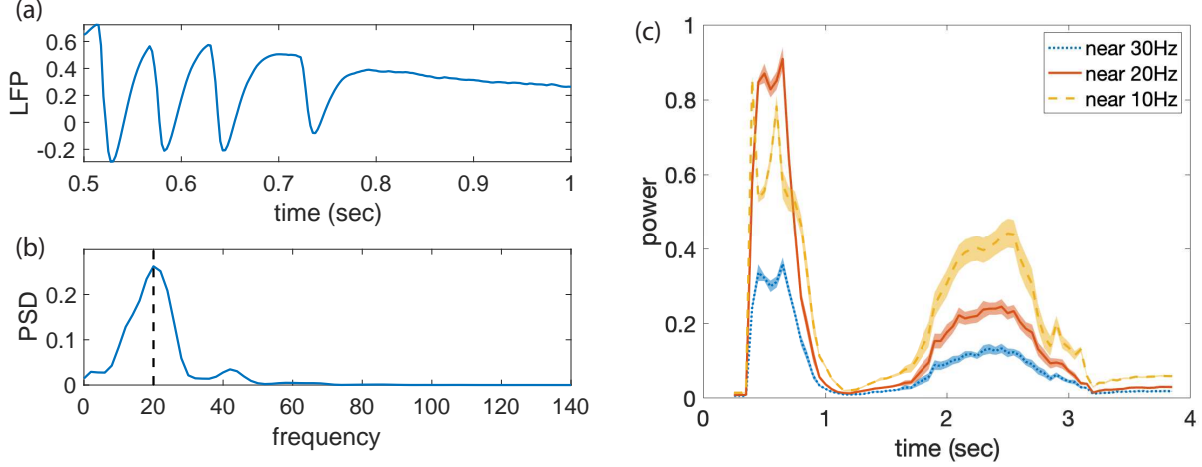 (a)
LFP
0.6
0.4
0.2
0
-0.2
0.5 0.6 0.7 0.8 0.9 1
time (sec)
(b)
PSD
0.2
0.1
0
0 20 40 60 80 100 120 140
frequency
(c)
power
1
0.8
0.6
0.4
0.2
0
0 1 2 3 4
time (sec)
near 30Hz
near 20Hz
near 10Hz